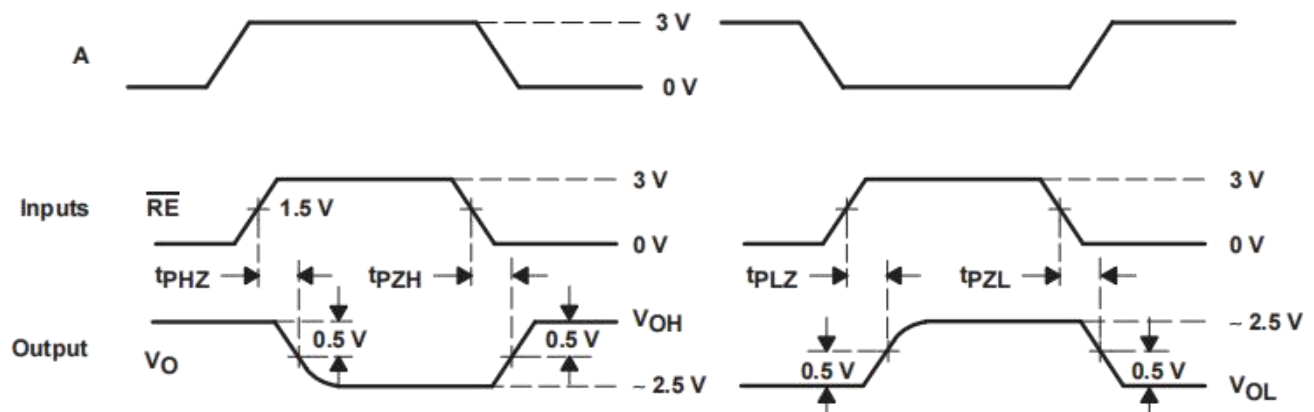 A
3 V
0 V
Inputs
RE
1.5 V
3 V
0 V
3 V
0 V
tPHZ
tPZH
tPLZ
tPZL
Output
VO
0.5 V
0.5 V
VOH
~ 2.5 V
0.5 V
0.5 V
~ 2.5 V
VOL